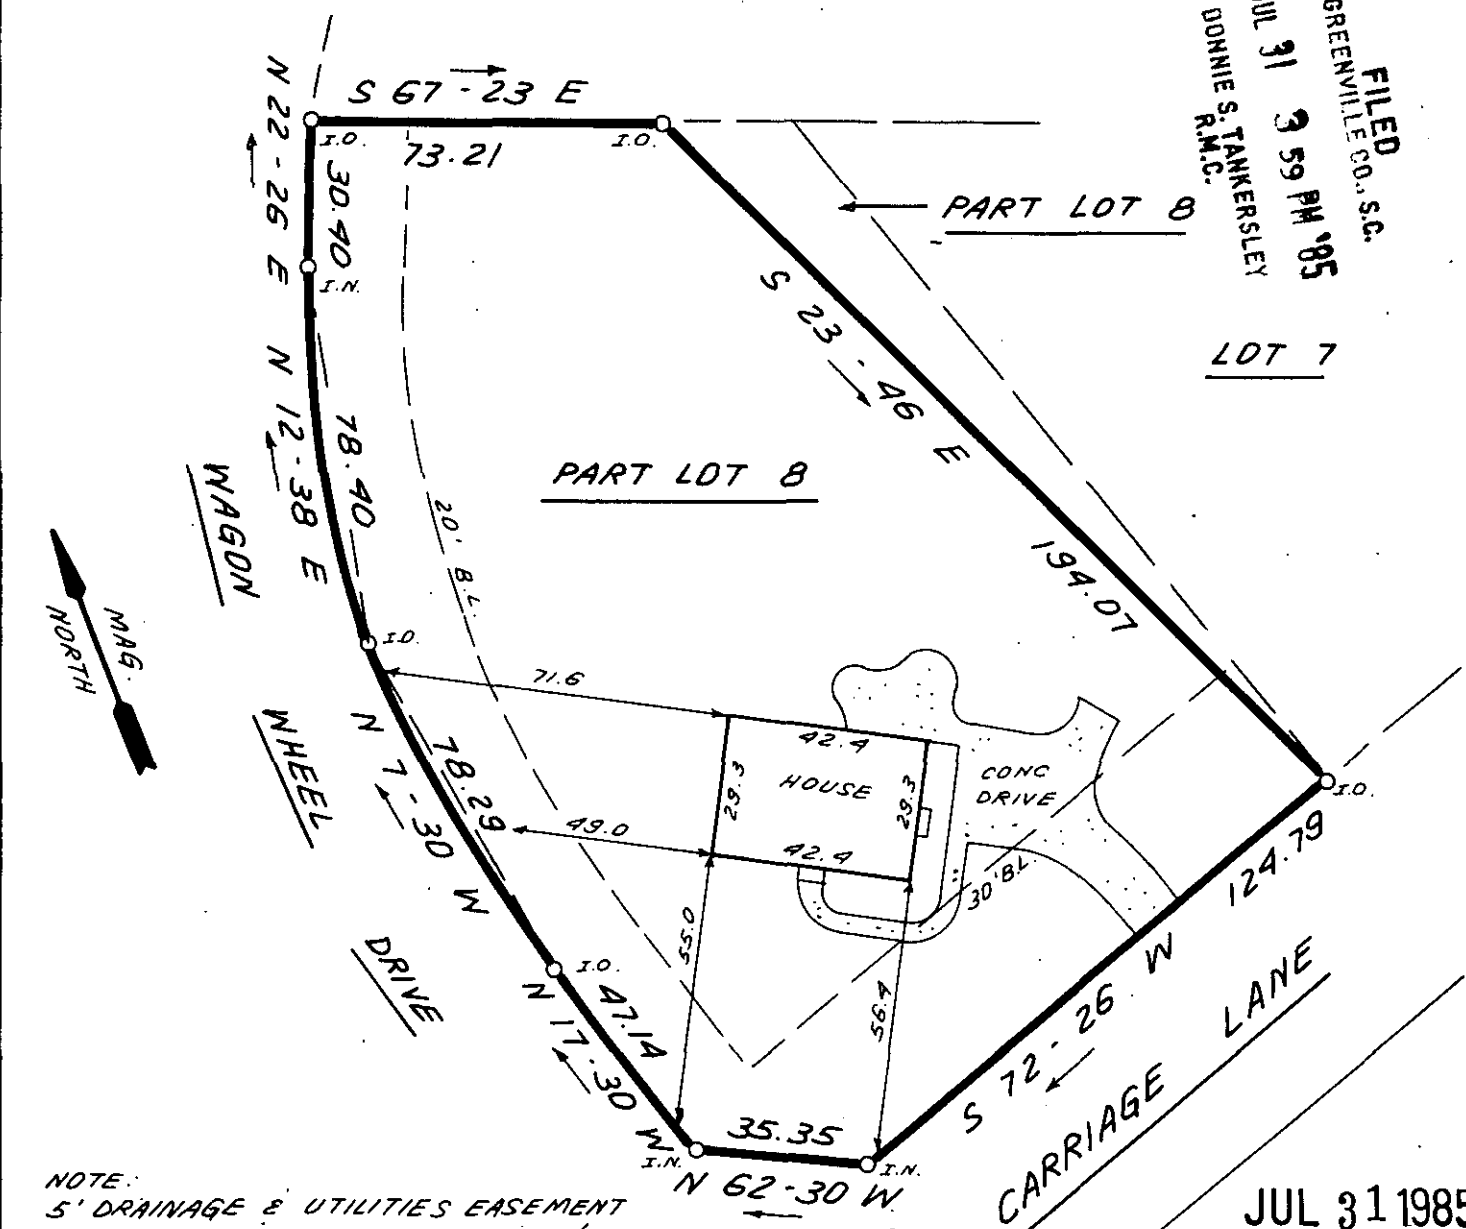 FILED
GREENVILLE CO., S.C.
JUL 31 3 59 PM '85
DONNIE S. TANKERSLEY
R.M.C.
S 67-23 E
I.O.
73.21
I.O.
N 22-26 E
30.40
I.N.
PART LOT 8
S 23-46 E
LOT 7
N 12-38 E
78.40
PART LOT 8
20' B.L.
194.07
WAGON
WHEEL
DRIVE
MAG.
NORTH
I.O.
71.6
N 7-30 W
78.29
42.4
29.3
HOUSE
29.3
CONC
DRIVE
49.0
42.4
I.O.
124.79
30' B.L.
55.0
56.4
I.O.
N 17-30 W
47.14
S 72-26 W
CARRIAGE LANE
35.35
I.N.
I.N.
N 62-30 W
NOTE:
5' DRAINAGE & UTILITIES EASEMENT
JUL 31 1985